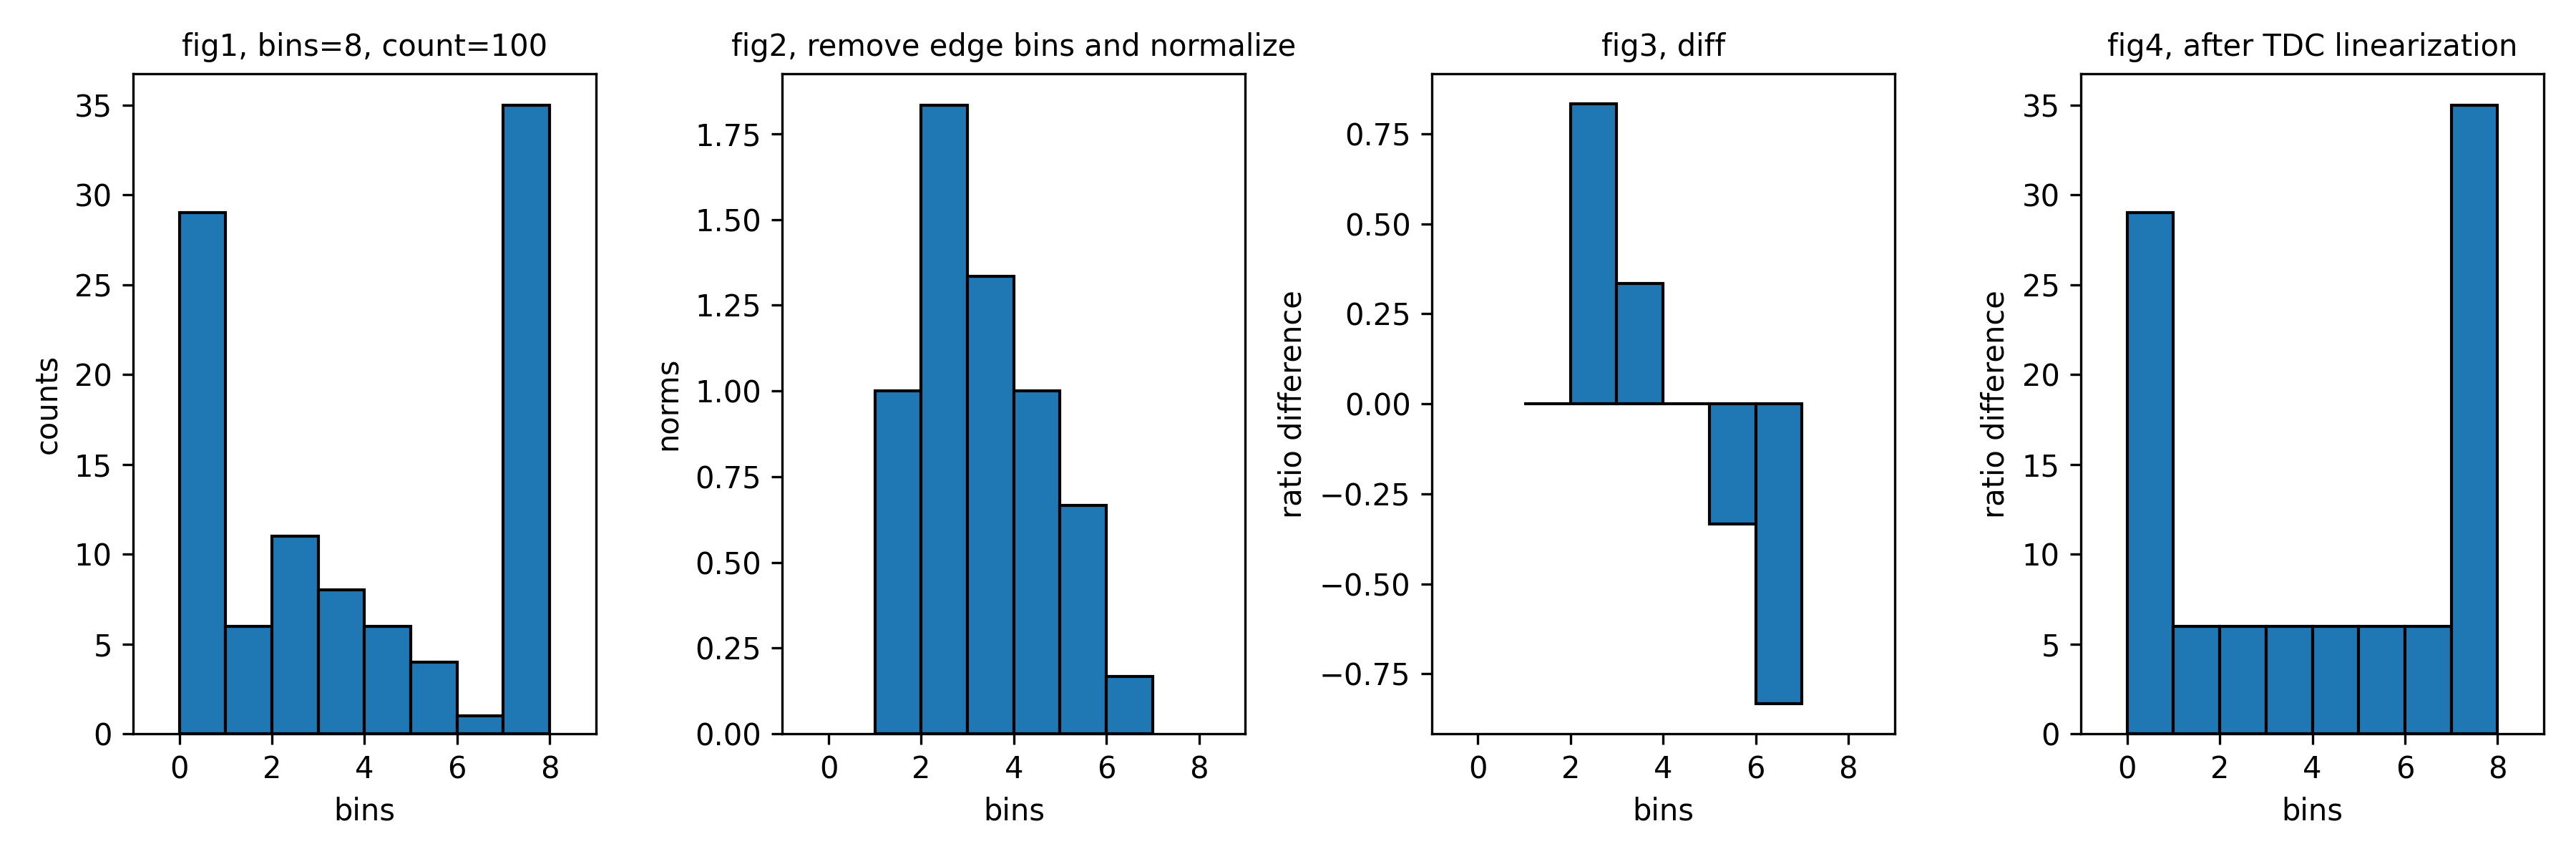 fig1, bins=8, count=100
counts
35
30
25
20
15
10
5
0
0 2 4 6 8
bins
fig2, remove edge bins and normalize
norms
1.75
1.50
1.25
1.00
0.75
0.50
0.25
0.00
0 2 4 6 8
bins
fig3, diff
ratio difference
0.75
0.50
0.25
0.00
−0.25
−0.50
−0.75
0 2 4 6 8
bins
fig4, after TDC linearization
ratio difference
35
30
25
20
15
10
5
0
0 2 4 6 8
bins